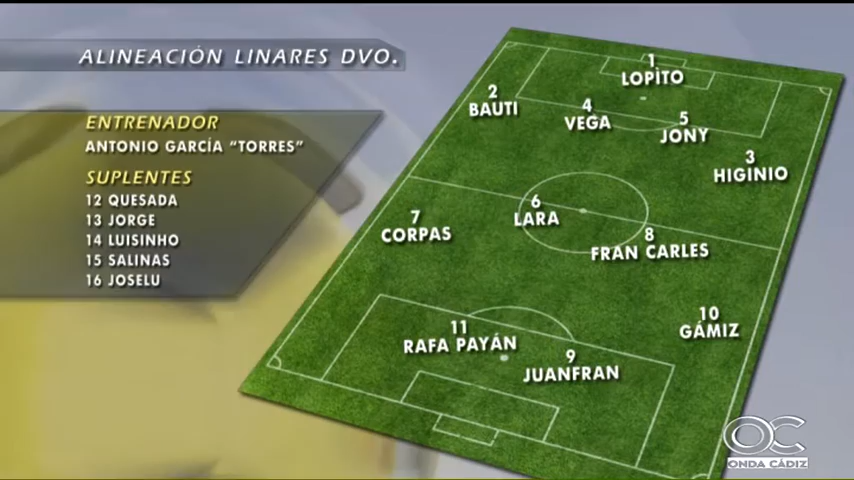 ALINEACIÓN LINARES DVO.
ENTRENADOR
ANTONIO GARCÍA "TORRES"
SUPLENTES
12 QUESADA
13 JORGE
14 LUISINHO
15 SALINAS
16 JOSELU
1
LOPITO
2
BAUTI
4
VEGA
5
JONY
3
HIGINIO
7
CORPAS
6
LARA
8
FRAN CARLES
11
RAFA PAYÁN
9
JUANFRAN
10
GÁMIZ
OC
ONDA CÁDIZ